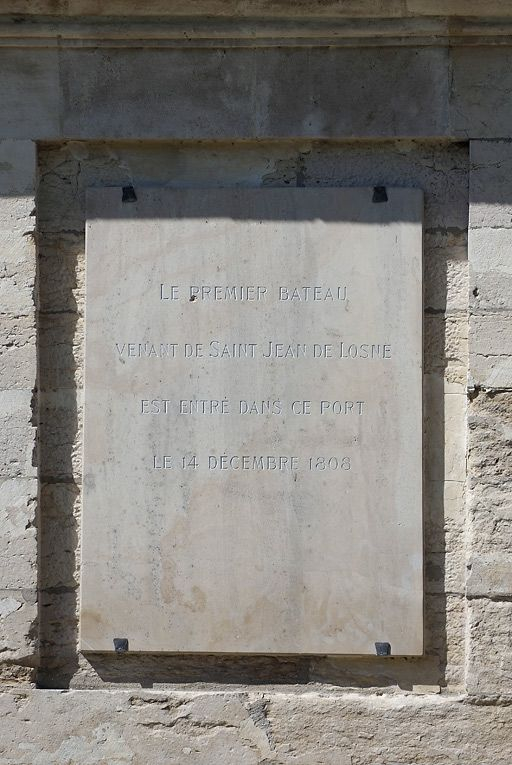 Le premier bateau
venant de Saint Jean de Losne
est entré dans ce port
le 14 décembre 1808